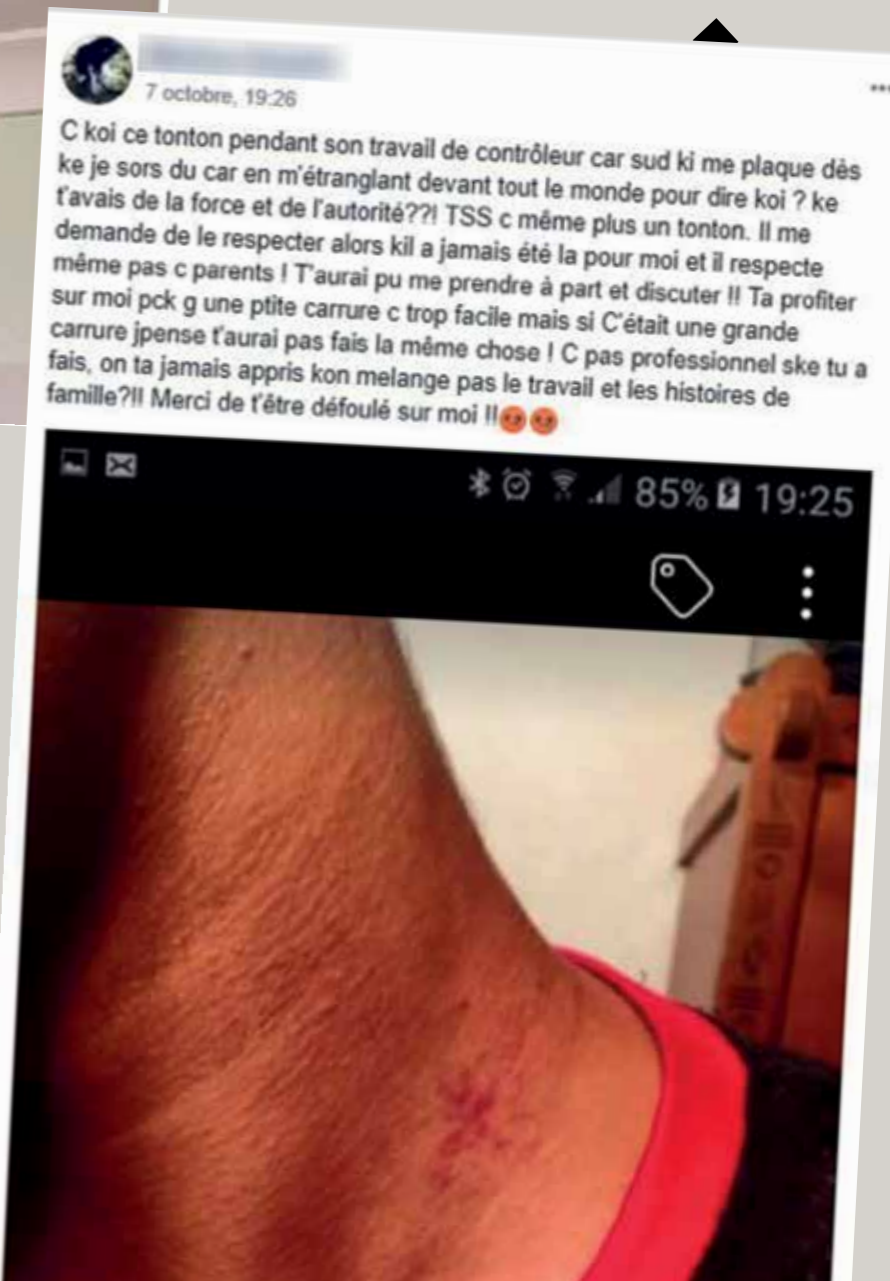 7 octobre, 19:26
C koi ce tonton pendant son travail de contrôleur car sud ki me plaque dès
ke je sors du car en m'étranglant devant tout le monde pour dire koi ? ke
t'avais de la force et de l'autorité??! TSS c même plus un tonton. Il me
demande de le respecter alors kil a jamais été la pour moi et il respecte
même pas c parents ! T'aurai pu me prendre à part et discuter !! Ta profiter
sur moi pck g une ptite carrure c trop facile mais si C'était une grande
carrure jpense t'aurai pas fais la même chose ! C pas professionnel ske tu a
fais, on ta jamais appris kon melange pas le travail et les histoires de
famille?!! Merci de t'être défoulé sur moi !!😡😡
85% 19:25